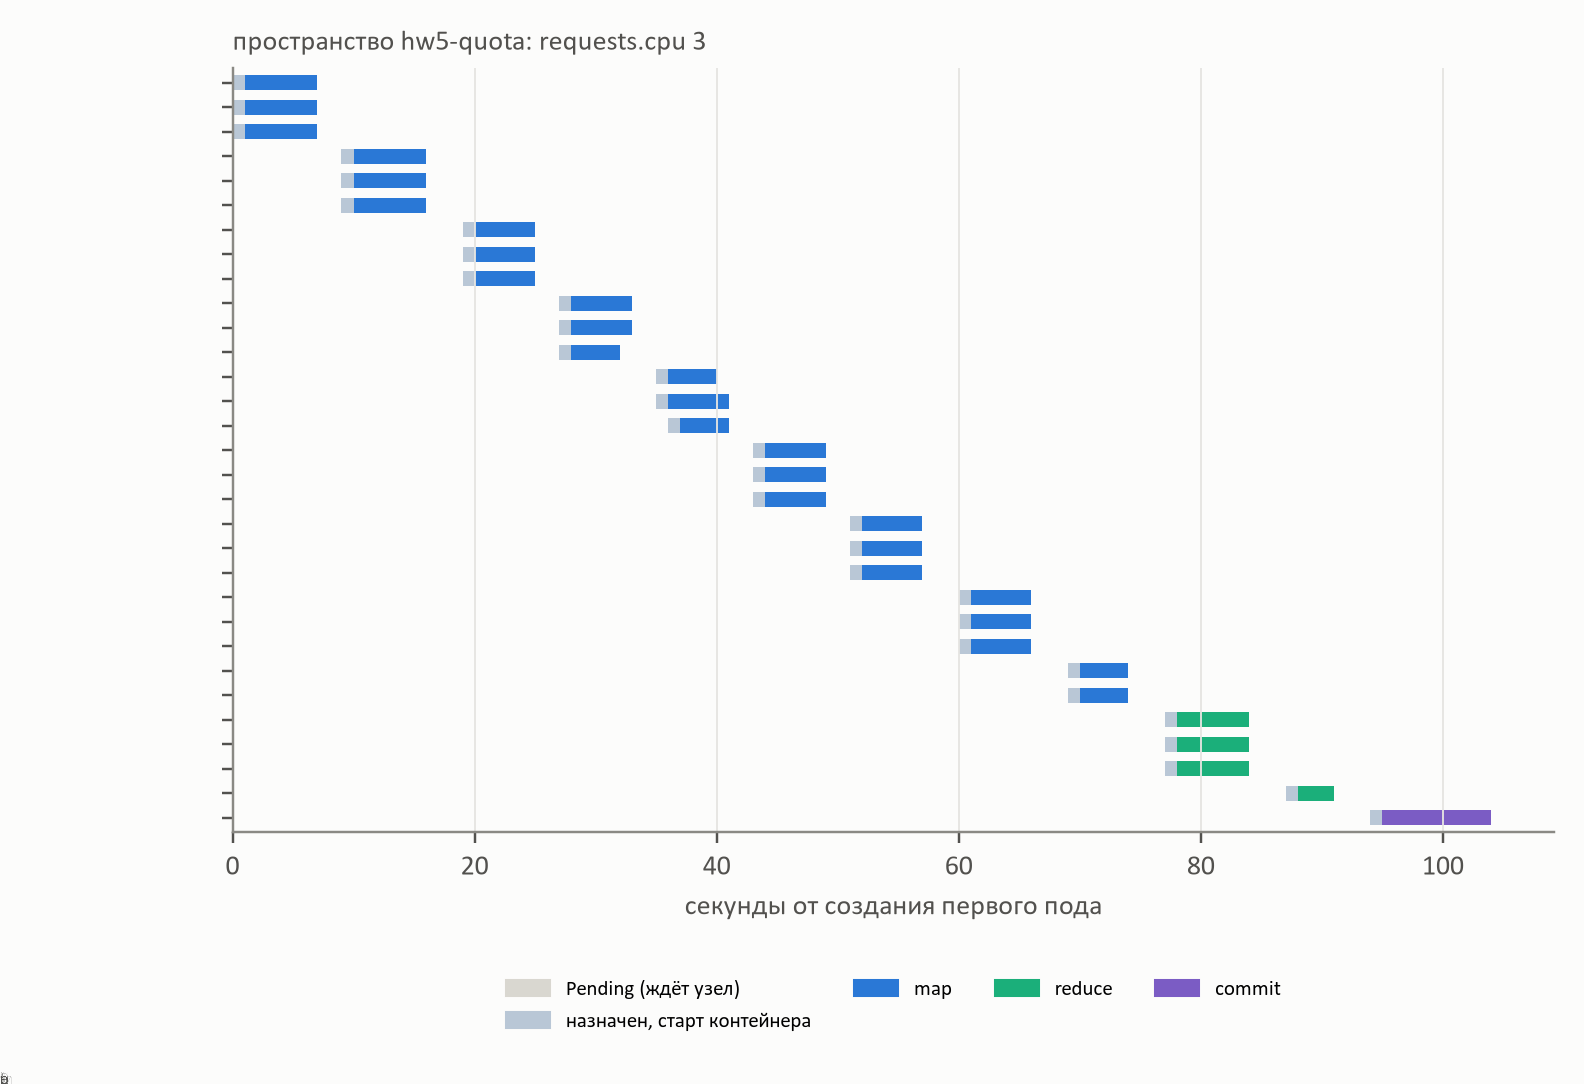 пространство hw5-quota: requests.cpu 3
0 20 40 60 80 100
секунды от создания первого пода
Pending (ждёт узел) map reduce commit
назначен, старт контейнера